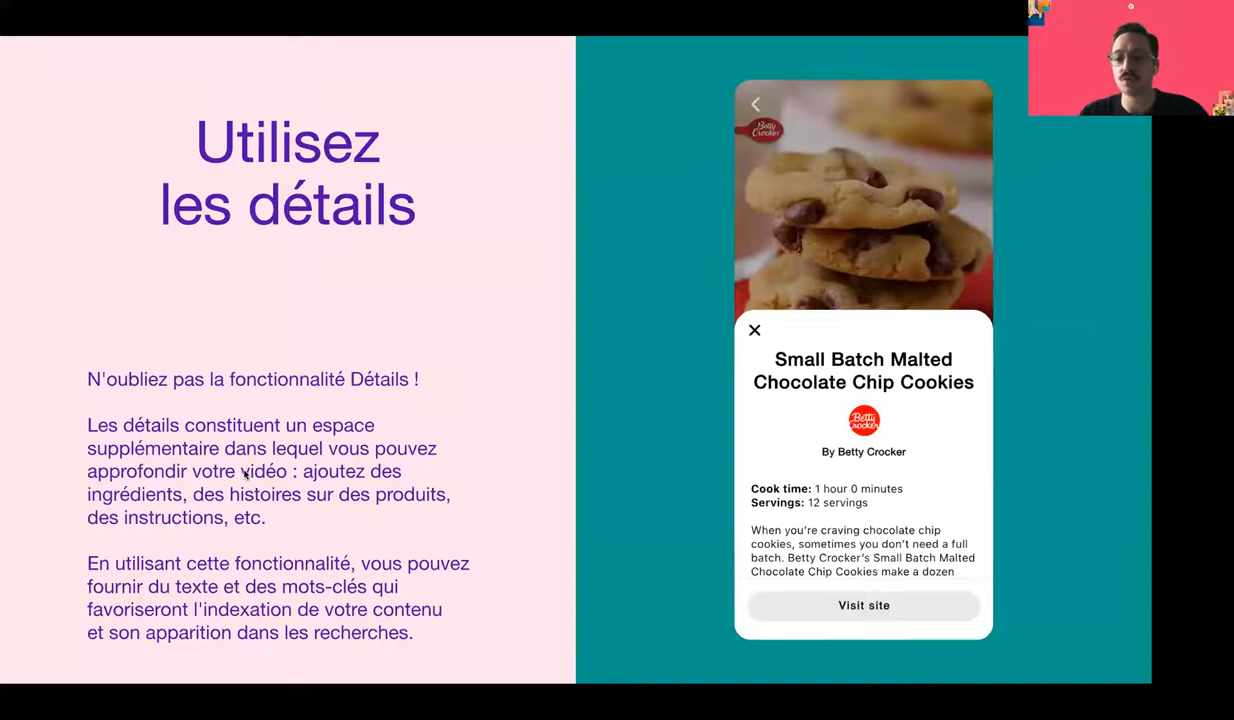 Utilisez
les détails
N'oubliez pas la fonctionnalité Détails !
Les détails constituent un espace
supplémentaire dans lequel vous pouvez
approfondir votre vidéo : ajoutez des
ingrédients, des histoires sur des produits,
des instructions, etc.
En utilisant cette fonctionnalité, vous pouvez
fournir du texte et des mots-clés qui
favoriseront l'indexation de votre contenu
et son apparition dans les recherches.
Betty
Crocker
Small Batch Malted
Chocolate Chip Cookies
Betty
Crocker
By Betty Crocker
Cook time: 1 hour 0 minutes
Servings: 12 servings
When you're craving chocolate chip
cookies, sometimes you don't need a full
batch. Betty Crocker's Small Batch Malted
Chocolate Chip Cookies make a dozen
Visit site